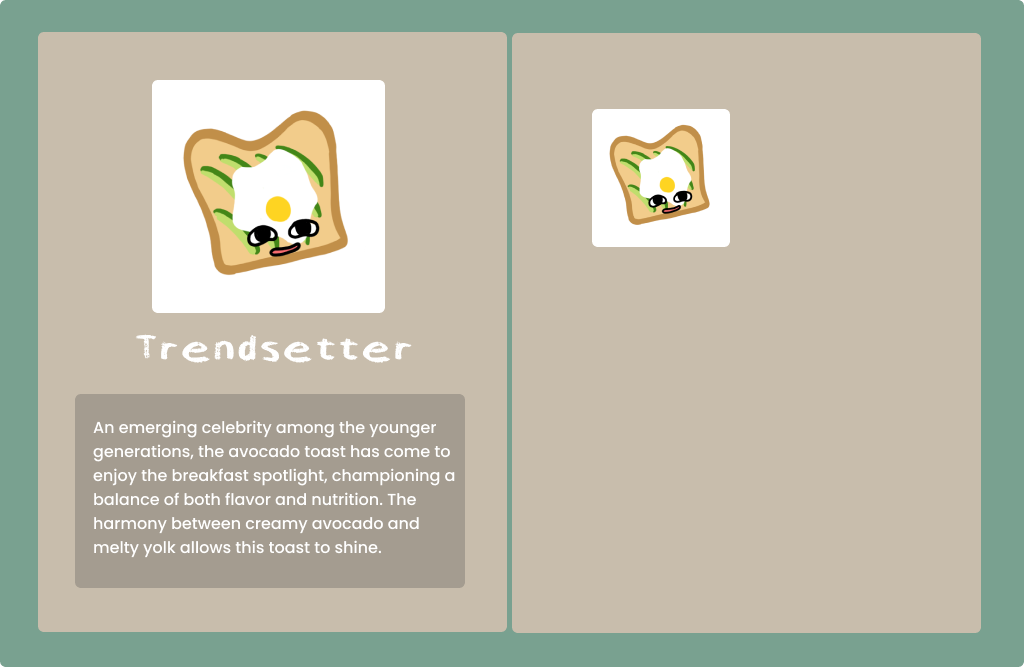 Trendsetter
An emerging celebrity among the younger
generations, the avocado toast has come to
enjoy the breakfast spotlight, championing a
balance of both flavor and nutrition. The
harmony between creamy avocado and
melty yolk allows this toast to shine.